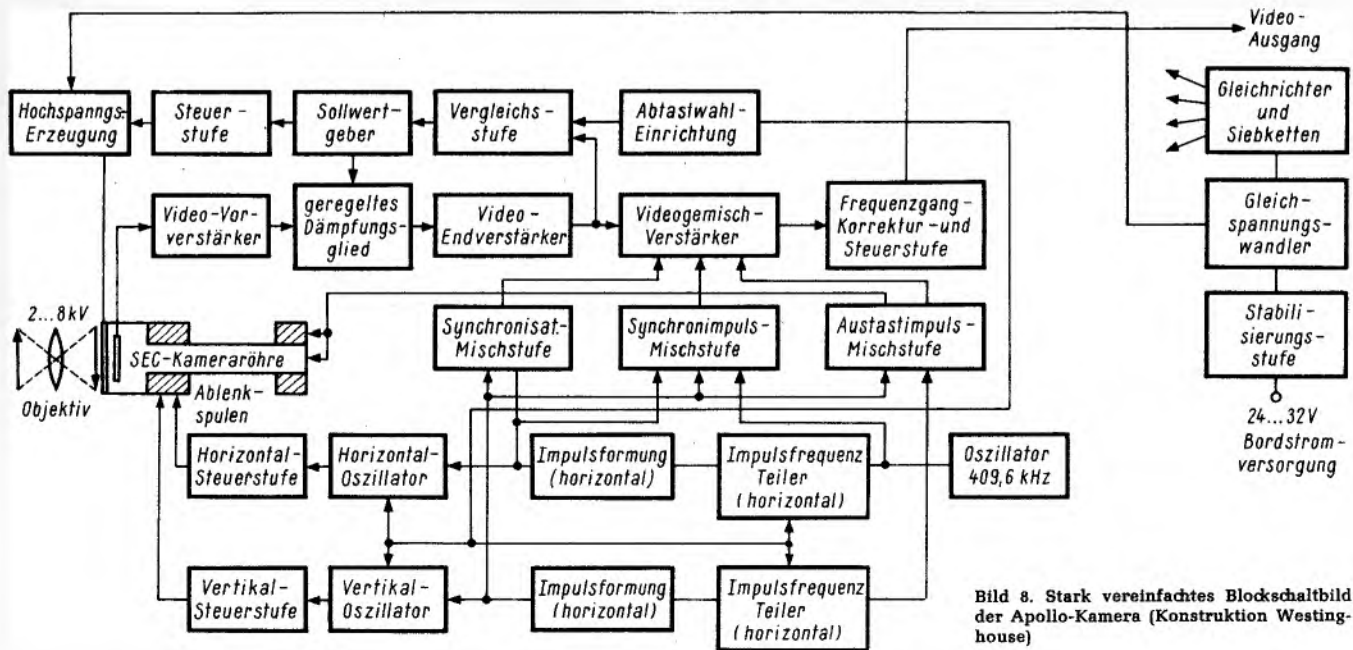 Video-
Ausgang
Hochspanngs-
Erzeugung
Steuer-
stufe
Sollwert-
geber
Vergleichs-
stufe
Abtastwahl-
Einrichtung
Gleichrichter
und
Siebketten
Video-Vor-
verstärker
geregeltes
Dämpfungs-
glied
Video-
Endverstärker
Videogemisch-
Verstärker
Frequenzgang-
Korrektur-und
Steuerstufe
Gleich-
spannungs-
wandler
2...8kV
SEC-Kameraröhre
Objektiv
Ablenk-
spulen
Synchronisat.-
Mischstufe
Synchronimpuls-
Mischstufe
Austastimpuls-
Mischstufe
Stabili-
sierungs-
stufe
24...32V
Bordstrom-
versorgung
Horizontal-
Steuerstufe
Horizontal-
Oszillator
Impulsformung
(horizontal)
Impulsfrequenz
Teiler
(horizontal)
Oszillator
409,6 kHz
Vertikal-
Steuerstufe
Vertikal-
Oszillator
Impulsformung
(horizontal)
Impulsfrequenz
Teiler
(horizontal)
Bild 8. Stark vereinfachtes Blockschaltbild
der Apollo-Kamera (Konstruktion Westing-
house)